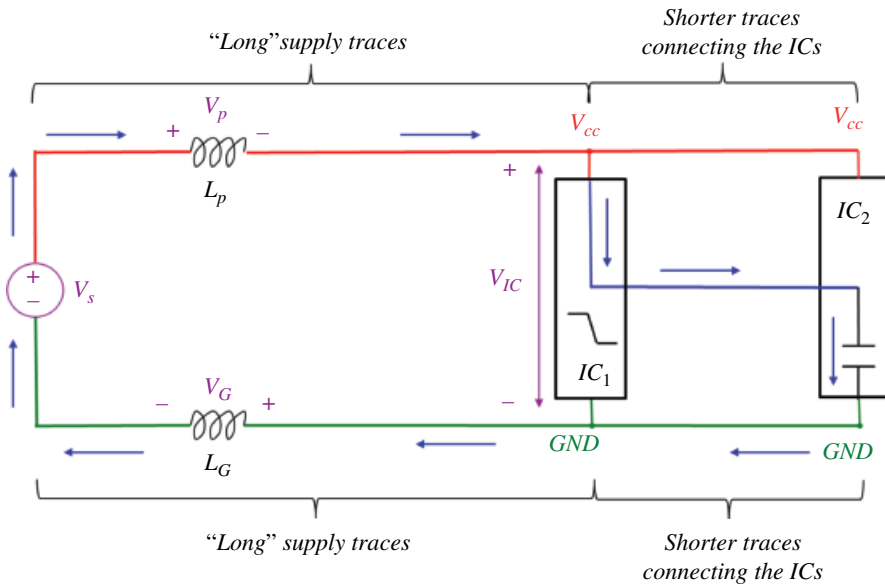 “Long”supply traces
Shorter traces
connecting the ICs
V_p
+ −
L_p
V_cc
V_cc
+
IC_2
+
−
V_s
V_IC
IC_1
V_G
− +
L_G
−
GND
GND
“Long” supply traces
Shorter traces
connecting the ICs